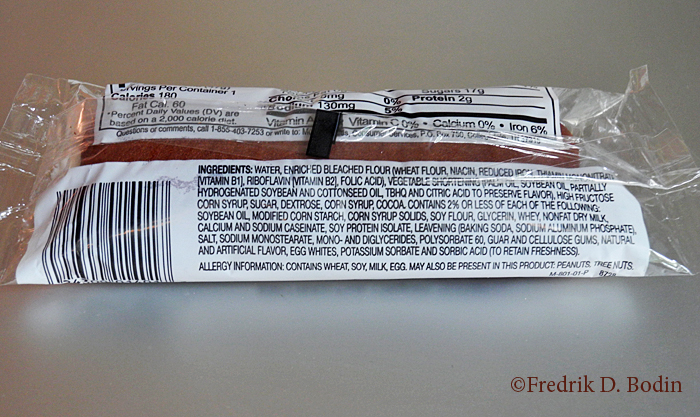 Servings Per Container 1
Calories 180
Fat Cal. 60
*Percent Daily Values (DV) are
based on a 2,000 calorie diet.
0%
Sugars 17g
130mg 5%
Protein 2g
Vitamin A Vitamin C 0% • Calcium 0% • Iron 6%
Questions or comments, call 1-855-403-7253 or write to: Consumer Services, P.O. Box
INGREDIENTS: WATER, ENRICHED BLEACHED FLOUR (WHEAT FLOUR, NIACIN, REDUCED IRON, THIAMIN MONONITRATE
[VITAMIN B1], RIBOFLAVIN [VITAMIN B2], FOLIC ACID), VEGETABLE SHORTENING (PALM OIL, SOYBEAN OIL, PARTIALLY
HYDROGENATED SOYBEAN AND COTTONSEED OIL, TBHQ AND CITRIC ACID TO PRESERVE FLAVOR), HIGH FRUCTOSE
CORN SYRUP, SUGAR, DEXTROSE, CORN SYRUP, COCOA. CONTAINS 2% OR LESS OF EACH OF THE FOLLOWING:
SOYBEAN OIL, MODIFIED CORN STARCH, CORN SYRUP SOLIDS, SOY FLOUR, GLYCERIN, WHEY, NONFAT DRY MILK,
CALCIUM AND SODIUM CASEINATE, SOY PROTEIN ISOLATE, LEAVENING (BAKING SODA, SODIUM ALUMINUM PHOSPHATE),
SALT, SODIUM MONOSTEARATE, MONO- AND DIGLYCERIDES, POLYSORBATE 60, GUAR AND CELLULOSE GUMS, NATURAL
AND ARTIFICIAL FLAVOR, EGG WHITES, POTASSIUM SORBATE AND SORBIC ACID (TO RETAIN FRESHNESS).
ALLERGY INFORMATION: CONTAINS WHEAT, SOY, MILK, EGG. MAY ALSO BE PRESENT IN THIS PRODUCT: PEANUTS, TREE NUTS.
M-601-01-P
©Fredrik D. Bodin